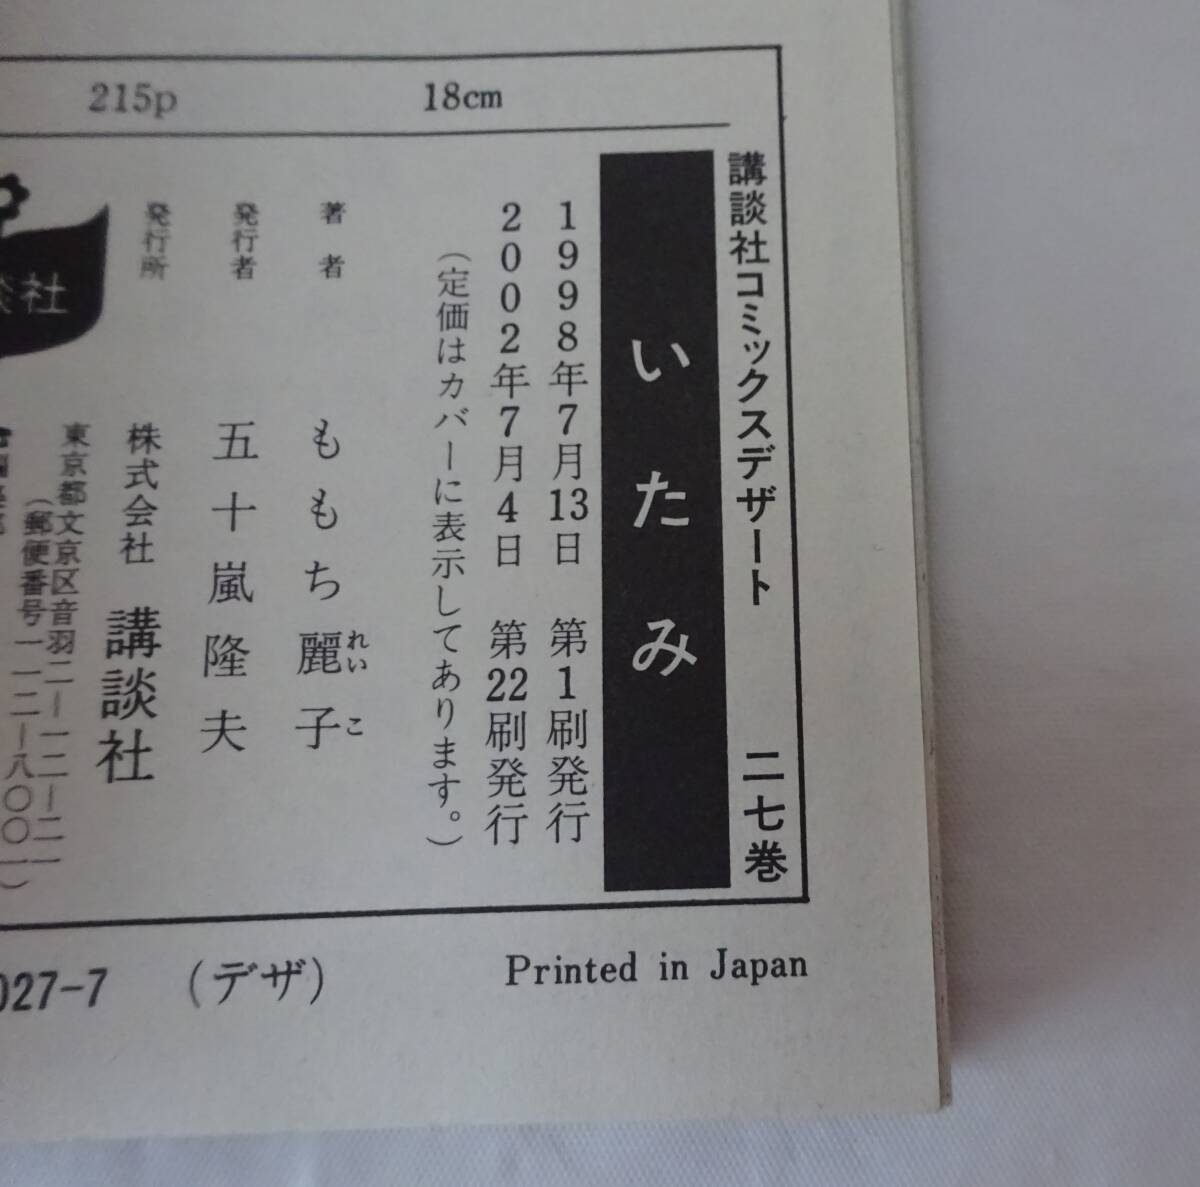 215p 18cm
講談社コミックスデザート 二七巻
いたみ
1998年7月13日 第1刷発行
2002年7月4日 第22刷発行
(定価はカバーに表示してあります。)
著者 ももち麗子
れいこ
発行者 五十嵐隆夫
発行所 株式会社 講談社
東京都文京区音羽二ー一二ー二一
(郵便番号一一二ー八〇〇一)
談社
027-7 (デザ)
Printed in Japan